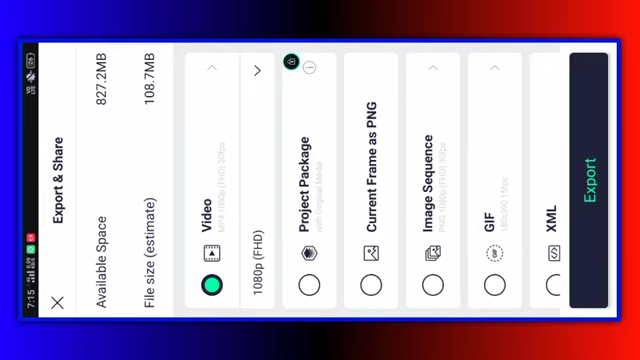 7:15
Export & Share
Available Space 827.2MB
File size (estimate) 108.7MB
Video
MP4 1080p (FHD) 30fps
1080p (FHD)
Project Package
with Original Media
Current Frame as PNG
Image Sequence
PNG 1080p (FHD) 30fps
GIF
GIF
XML
Export